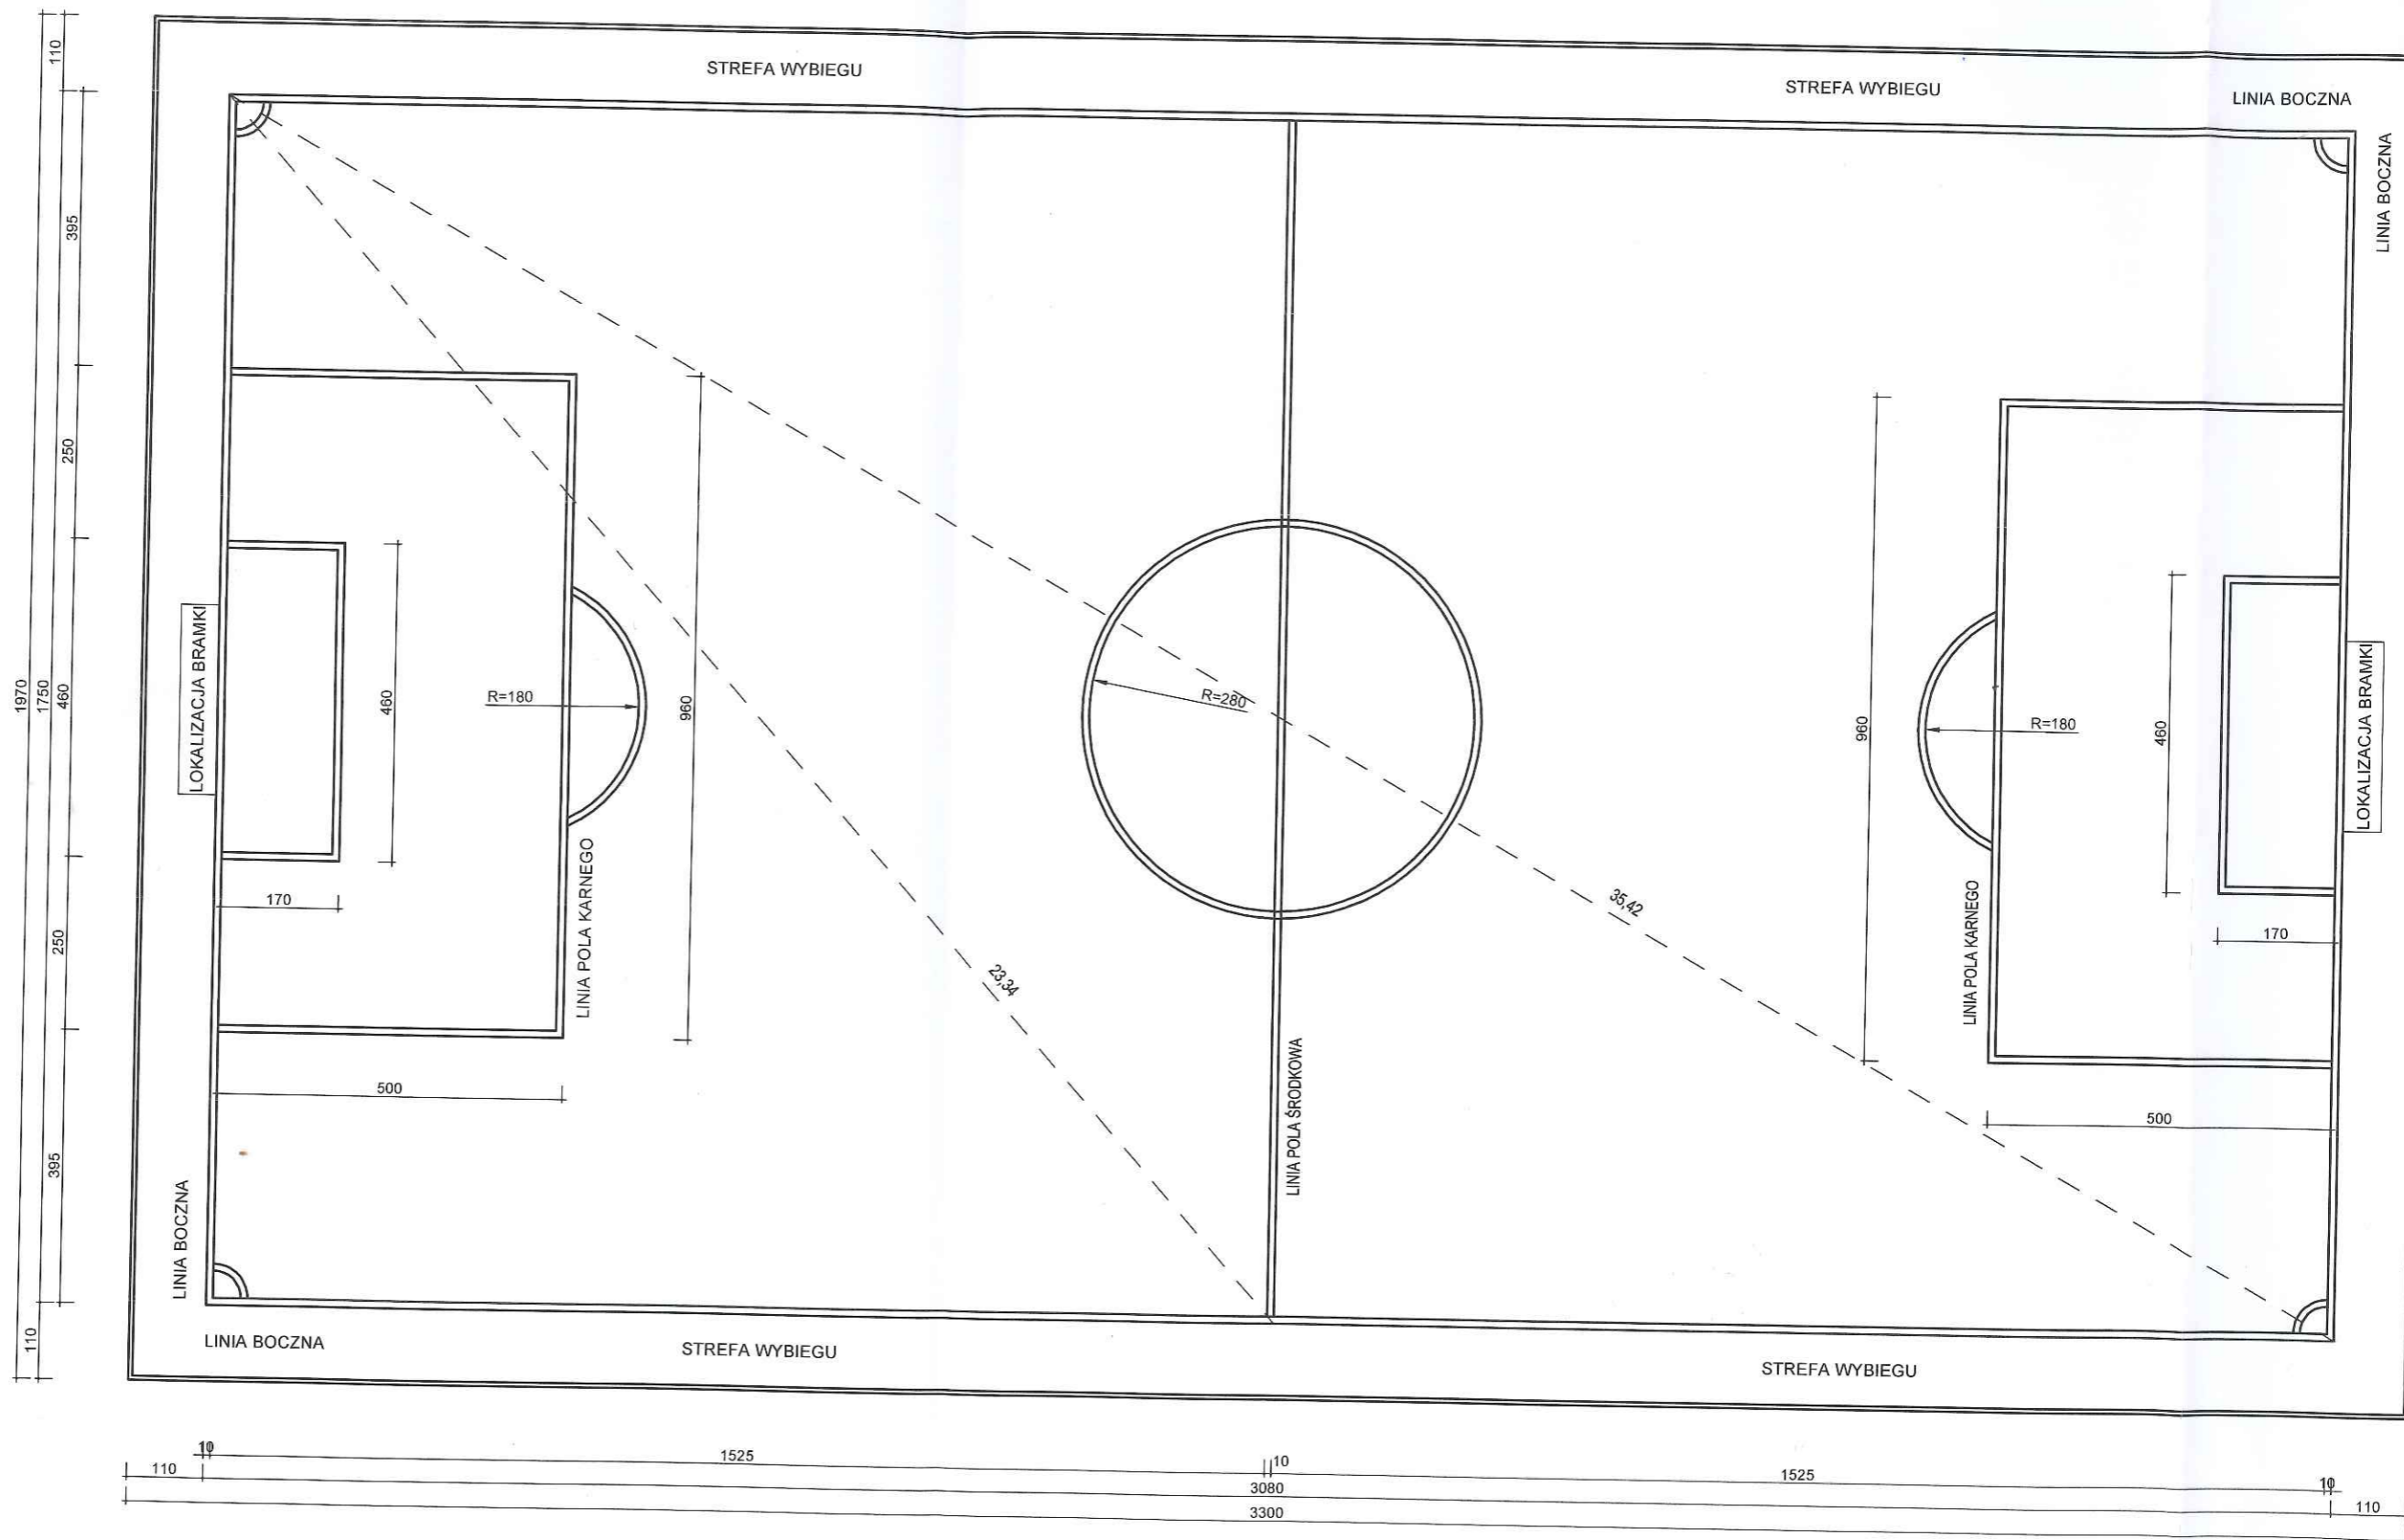 STREFA WYBIEGU
STREFA WYBIEGU
LINIA BOCZNA
LINIA BOCZNA
110
395
250
1970
1750
460
250
395
110
LOKALIZACJA BRAMKI
460
R=180
960
R=280
960
R=180
460
LOKALIZACJA BRAMKI
170
LINIA POLA KARNEGO
23,34
35,42
LINIA POLA KARNEGO
170
500
LINIA POLA ŚRODKOWA
500
LINIA BOCZNA
LINIA BOCZNA
STREFA WYBIEGU
STREFA WYBIEGU
10
1525
10
1525
10
110
3080
110
3300